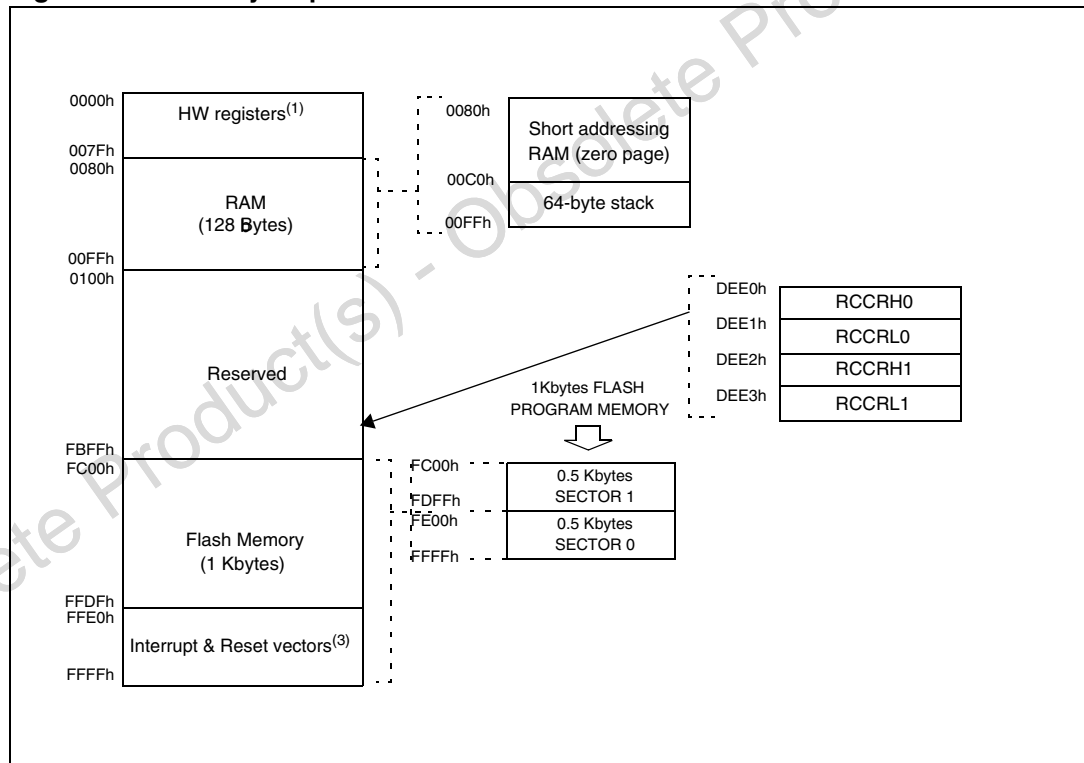 0000h
HW registers(1)
007Fh
0080h
RAM
(128 Bytes)
00FFh
0100h
Reserved
FBFFh
FC00h
Flash Memory
(1 Kbytes)
FFDFh
FFE0h
Interrupt & Reset vectors(3)
FFFFh
0080h
Short addressing
RAM (zero page)
00C0h
64-byte stack
00FFh
DEE0h
RCCRH0
DEE1h
RCCRL0
DEE2h
RCCRH1
DEE3h
RCCRL1
1Kbytes FLASH
PROGRAM MEMORY
FC00h
0.5 Kbytes
SECTOR 1
FDFFh
FE00h
0.5 Kbytes
SECTOR 0
FFFFh
Product(s) - Obsolete